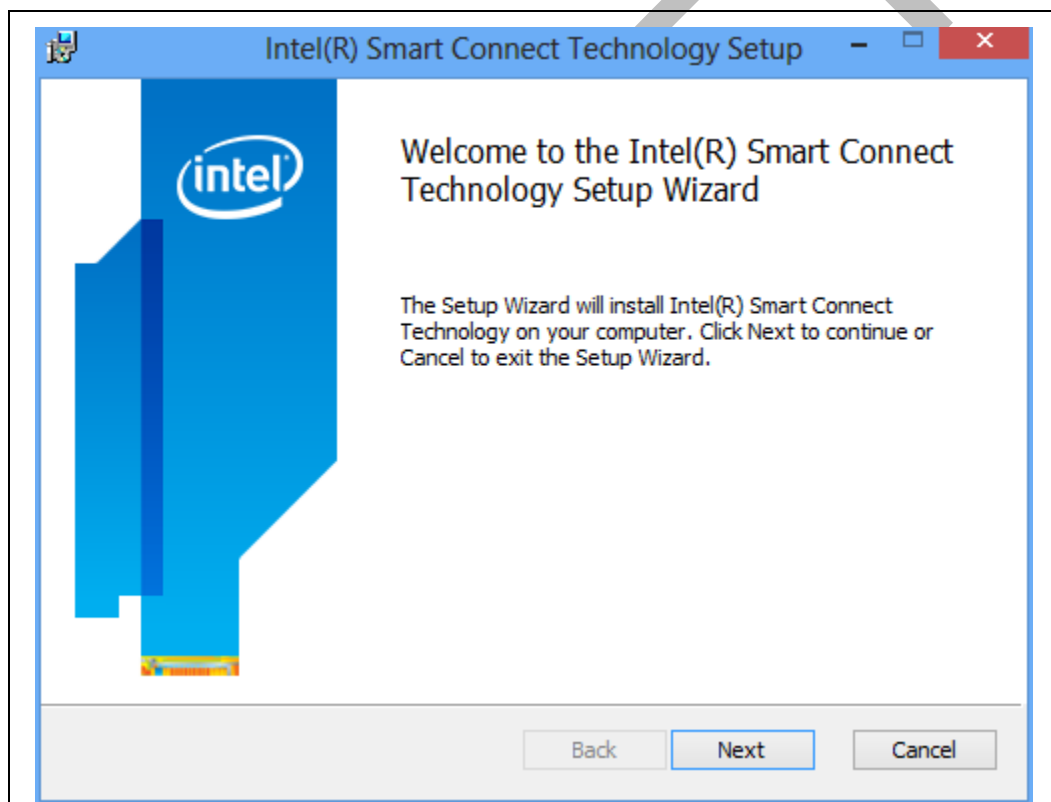 Intel(R) Smart Connect Technology Setup
intel
Welcome to the Intel(R) Smart Connect
Technology Setup Wizard
The Setup Wizard will install Intel(R) Smart Connect
Technology on your computer. Click Next to continue or
Cancel to exit the Setup Wizard.
Back Next Cancel